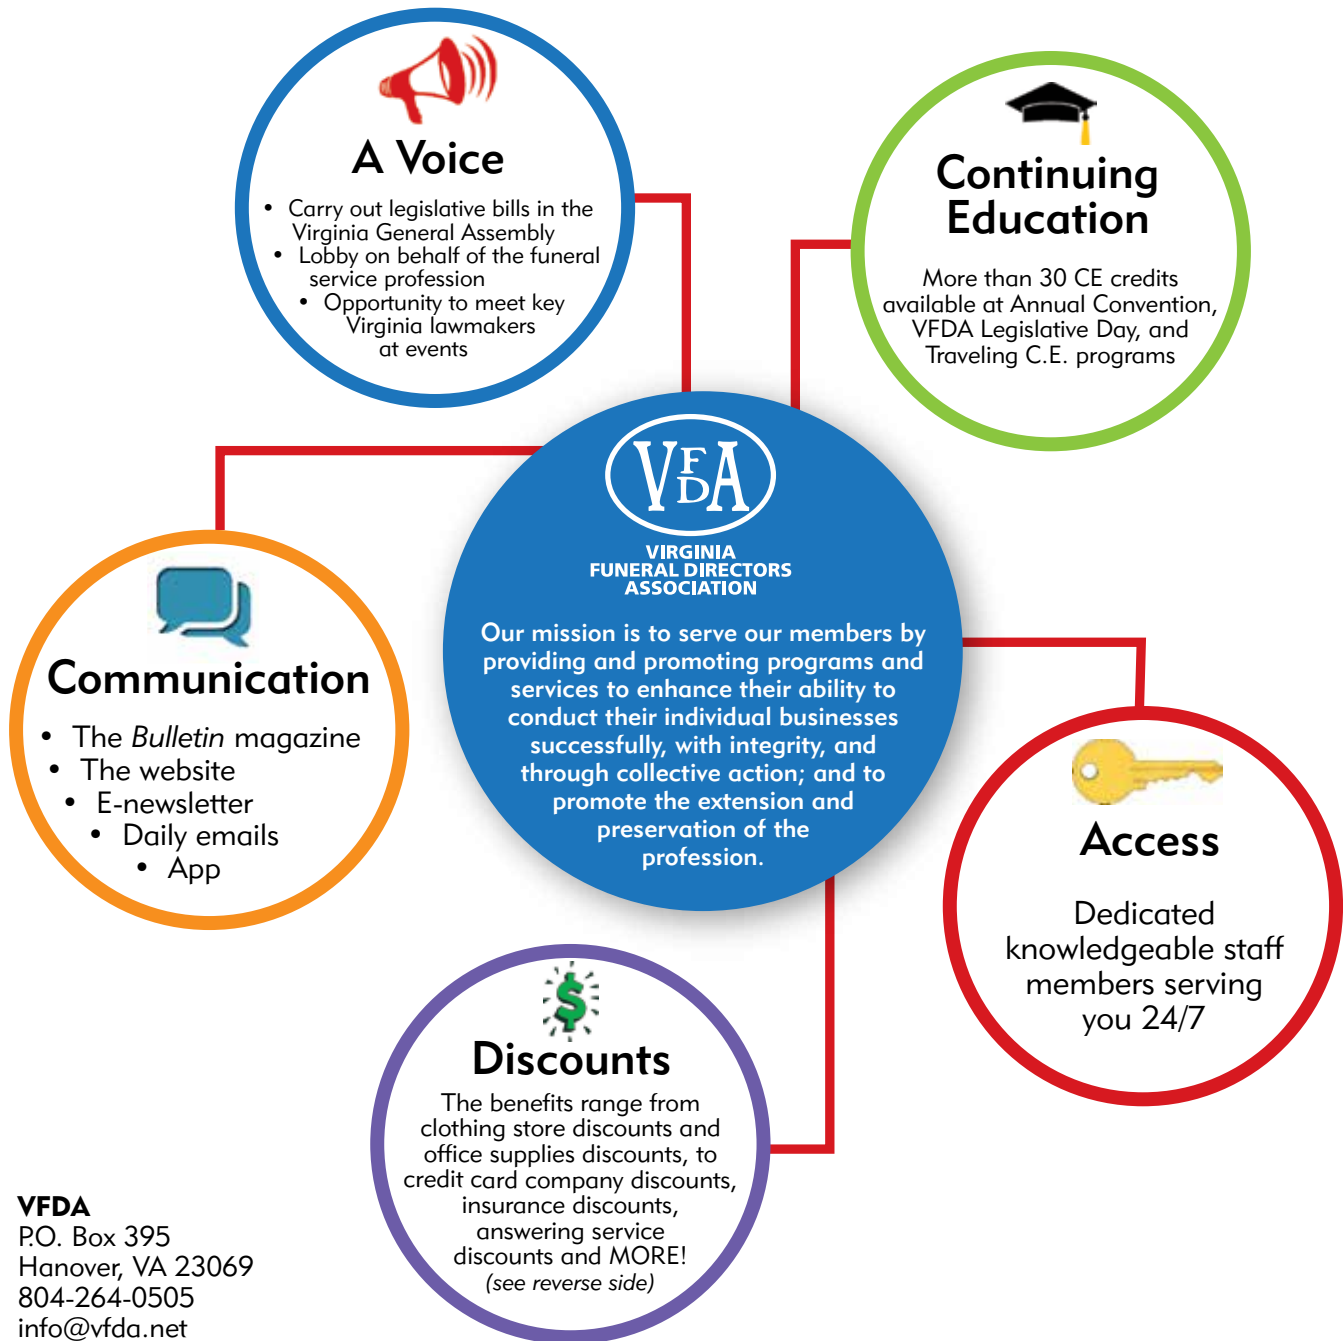 A Voice
• Carry out legislative bills in the
Virginia General Assembly
• Lobby on behalf of the funeral
service profession
• Opportunity to meet key
Virginia lawmakers
at events
Continuing
Education
More than 30 CE credits
available at Annual Convention,
VFDA Legislative Day, and
Traveling C.E. programs
VFDA
VIRGINIA
FUNERAL DIRECTORS
ASSOCIATION
Our mission is to serve our members by
providing and promoting programs and
services to enhance their ability to
conduct their individual businesses
successfully, with integrity, and
through collective action; and to
promote the extension and
preservation of the
profession.
Communication
• The Bulletin magazine
• The website
• E-newsletter
• Daily emails
• App
Access
Dedicated
knowledgeable staff
members serving
you 24/7
$
Discounts
The benefits range from
clothing store discounts and
office supplies discounts, to
credit card company discounts,
insurance discounts,
answering service
discounts and MORE!
(see reverse side)
VFDA
P.O. Box 395
Hanover, VA 23069
804-264-0505
info@vfda.net